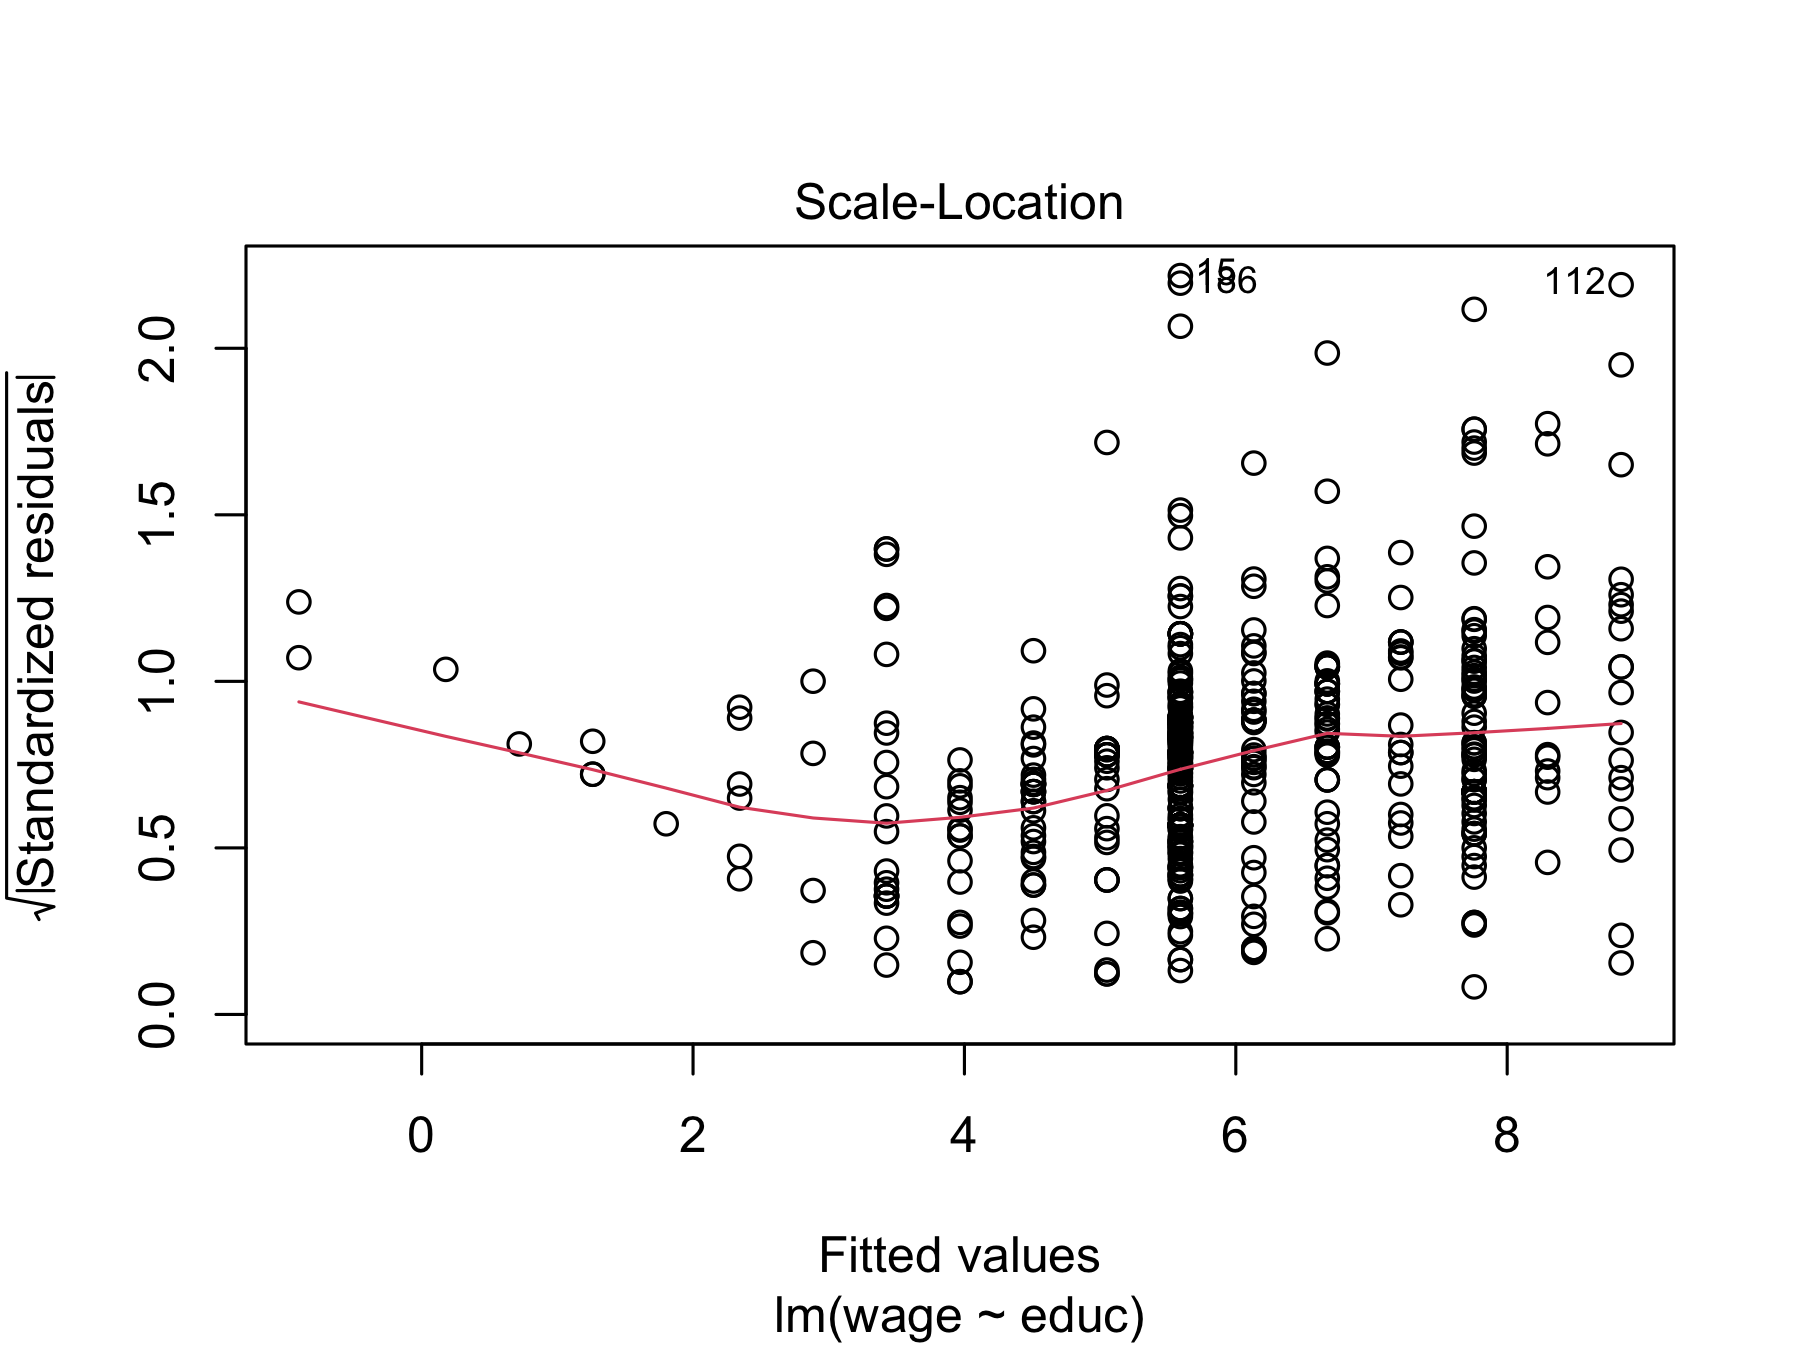 Scale-Location
15
186
112
√|Standardized residuals|
2.0
1.5
1.0
0.5
0.0
0 2 4 6 8
Fitted values
lm(wage ~ educ)